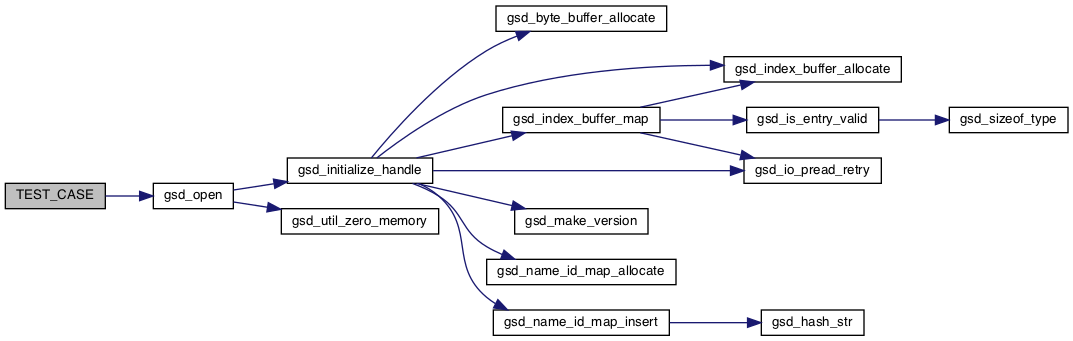 TEST_CASE
gsd_open
gsd_initialize_handle
gsd_util_zero_memory
gsd_byte_buffer_allocate
gsd_index_buffer_allocate
gsd_index_buffer_map
gsd_is_entry_valid
gsd_sizeof_type
gsd_io_pread_retry
gsd_make_version
gsd_name_id_map_allocate
gsd_name_id_map_insert
gsd_hash_str